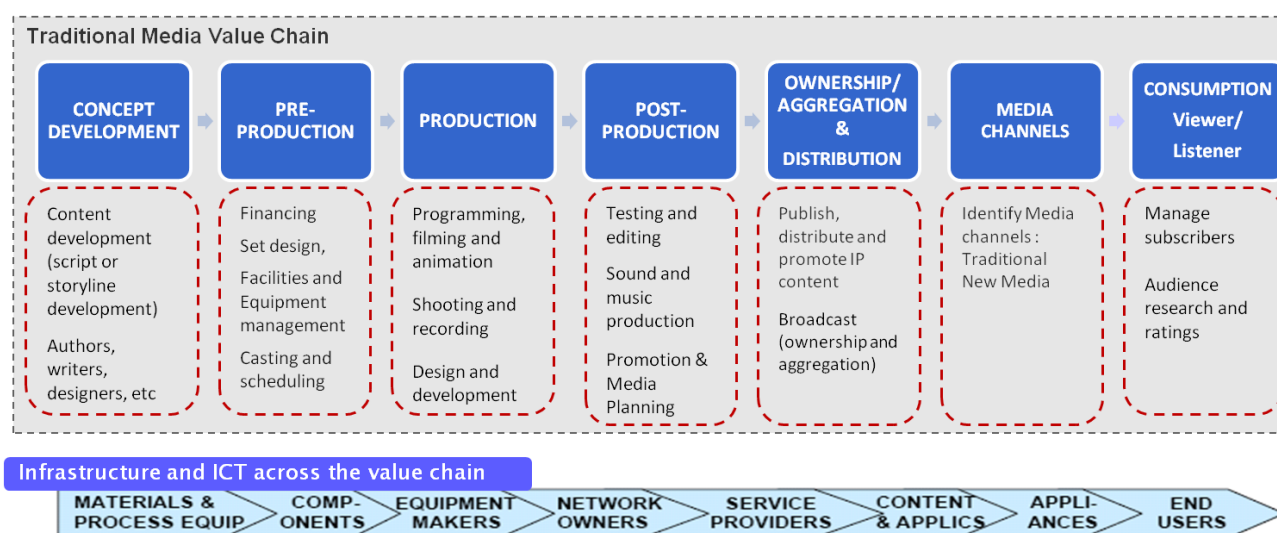 Traditional Media Value Chain
CONCEPT
DEVELOPMENT
PRE-
PRODUCTION
PRODUCTION
POST-
PRODUCTION
OWNERSHIP/
AGGREGATION
&
DISTRIBUTION
MEDIA
CHANNELS
CONSUMPTION
Viewer/
Listener
Content
development
(script or
storyline
development)
Authors,
writers,
designers, etc
Financing
Set design,
Facilities and
Equipment
management
Casting and
scheduling
Programming,
filming and
animation
Shooting and
recording
Design and
development
Testing and
editing
Sound and
music
production
Promotion &
Media
Planning
Publish,
distribute and
promote IP
content
Broadcast
(ownership and
aggregation)
Identify Media
channels :
Traditional
New Media
Manage
subscribers
Audience
research and
ratings
Infrastructure and ICT across the value chain
MATERIALS &
PROCESS EQUIP
COMP-
ONENTS
EQUIPMENT
MAKERS
NETWORK
OWNERS
SERVICE
PROVIDERS
CONTENT
& APPLICS
APPLI-
ANCES
END
USERS